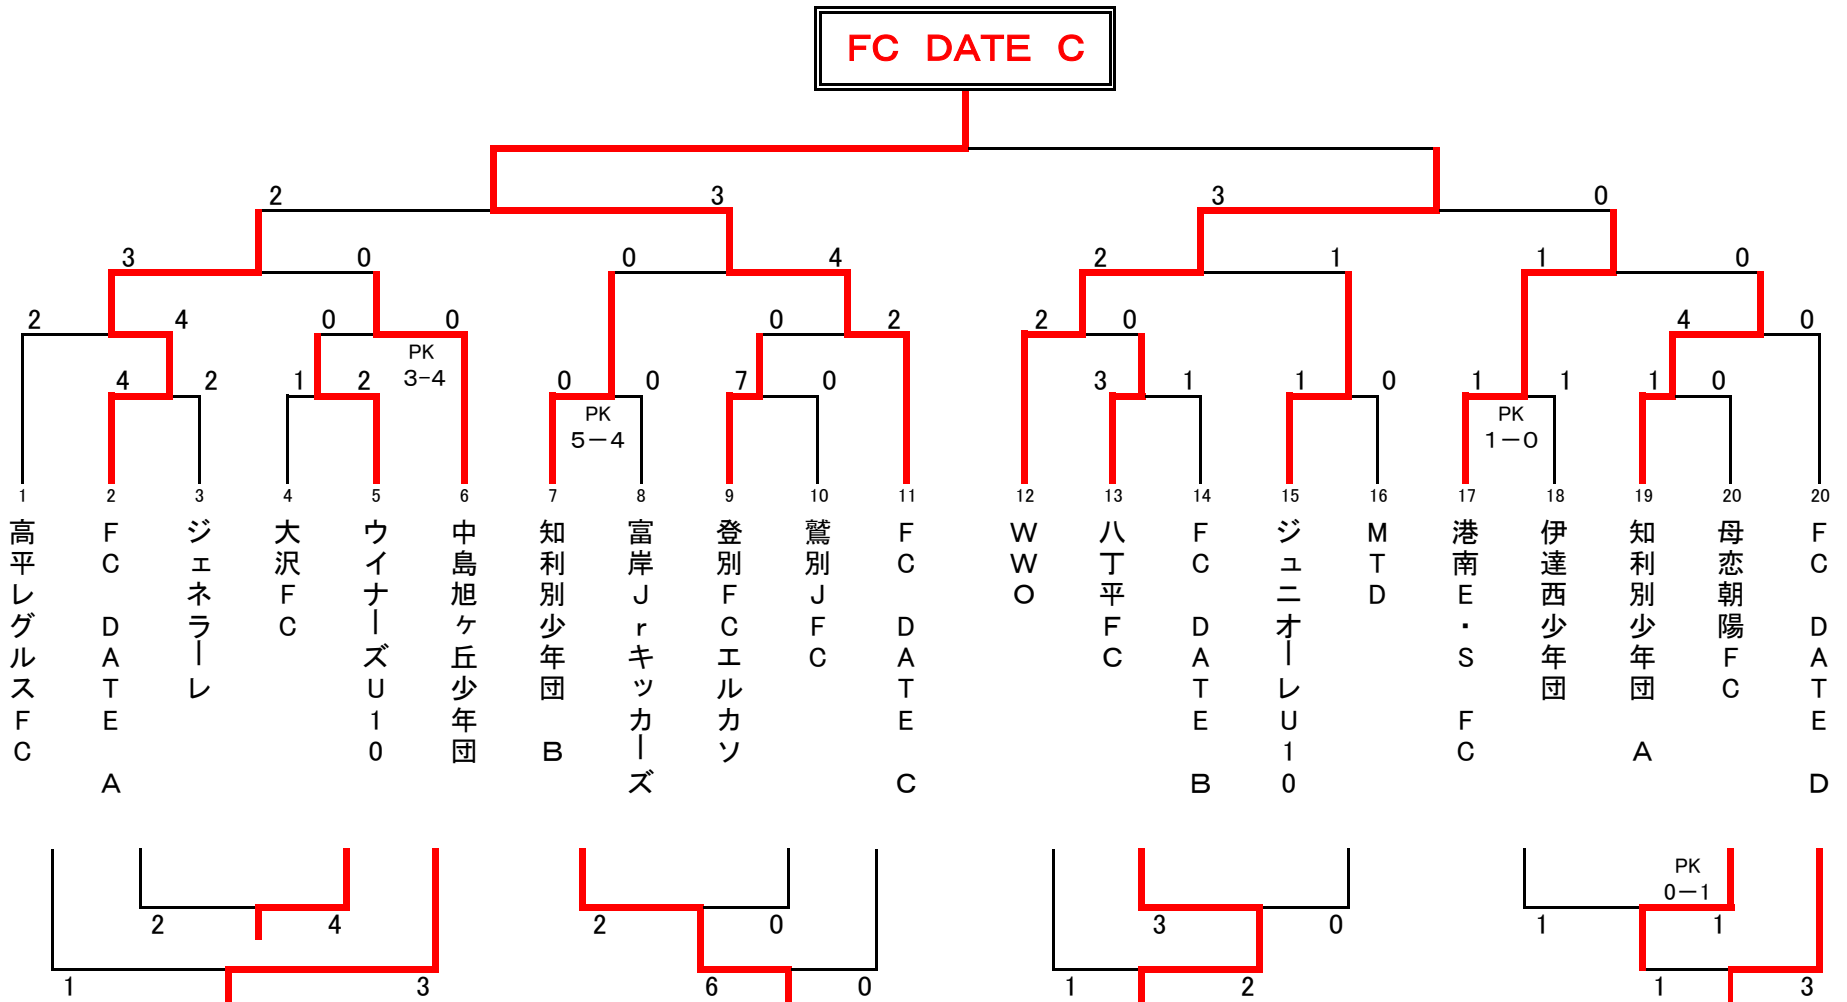 FC DATE C
2 3 3 0
3 0 0 4 2 1 1 0
2 4 0 0 0 2 2 0 4 0
PK
3-4
4 2 1 2 0 0 7 0 3 1 1 0 1 1 1 0
PK PK
5－4 1－0
1 2 3 4 5 6 7 8 9 10 11 12 13 14 15 16 17 18 19 20 20
高平レグルスFC
FC DATE A
ジェネラーレ
大沢FC
ウイナーズU10
中島旭ヶ丘少年団
知利別少年団 B
富岸Jrキッカーズ
登別FCエルカソ
鷲別JFC
FC DATE C
WWO
八丁平FC
FC DATE B
ジュニオーレU10
MTD
港南E・S FC
伊達西少年団
知利別少年団 A
母恋朝陽FC
FC DATE D
PK
0－1
2 4 2 0 3 0 1 1
1 3 6 0 1 2 1 3